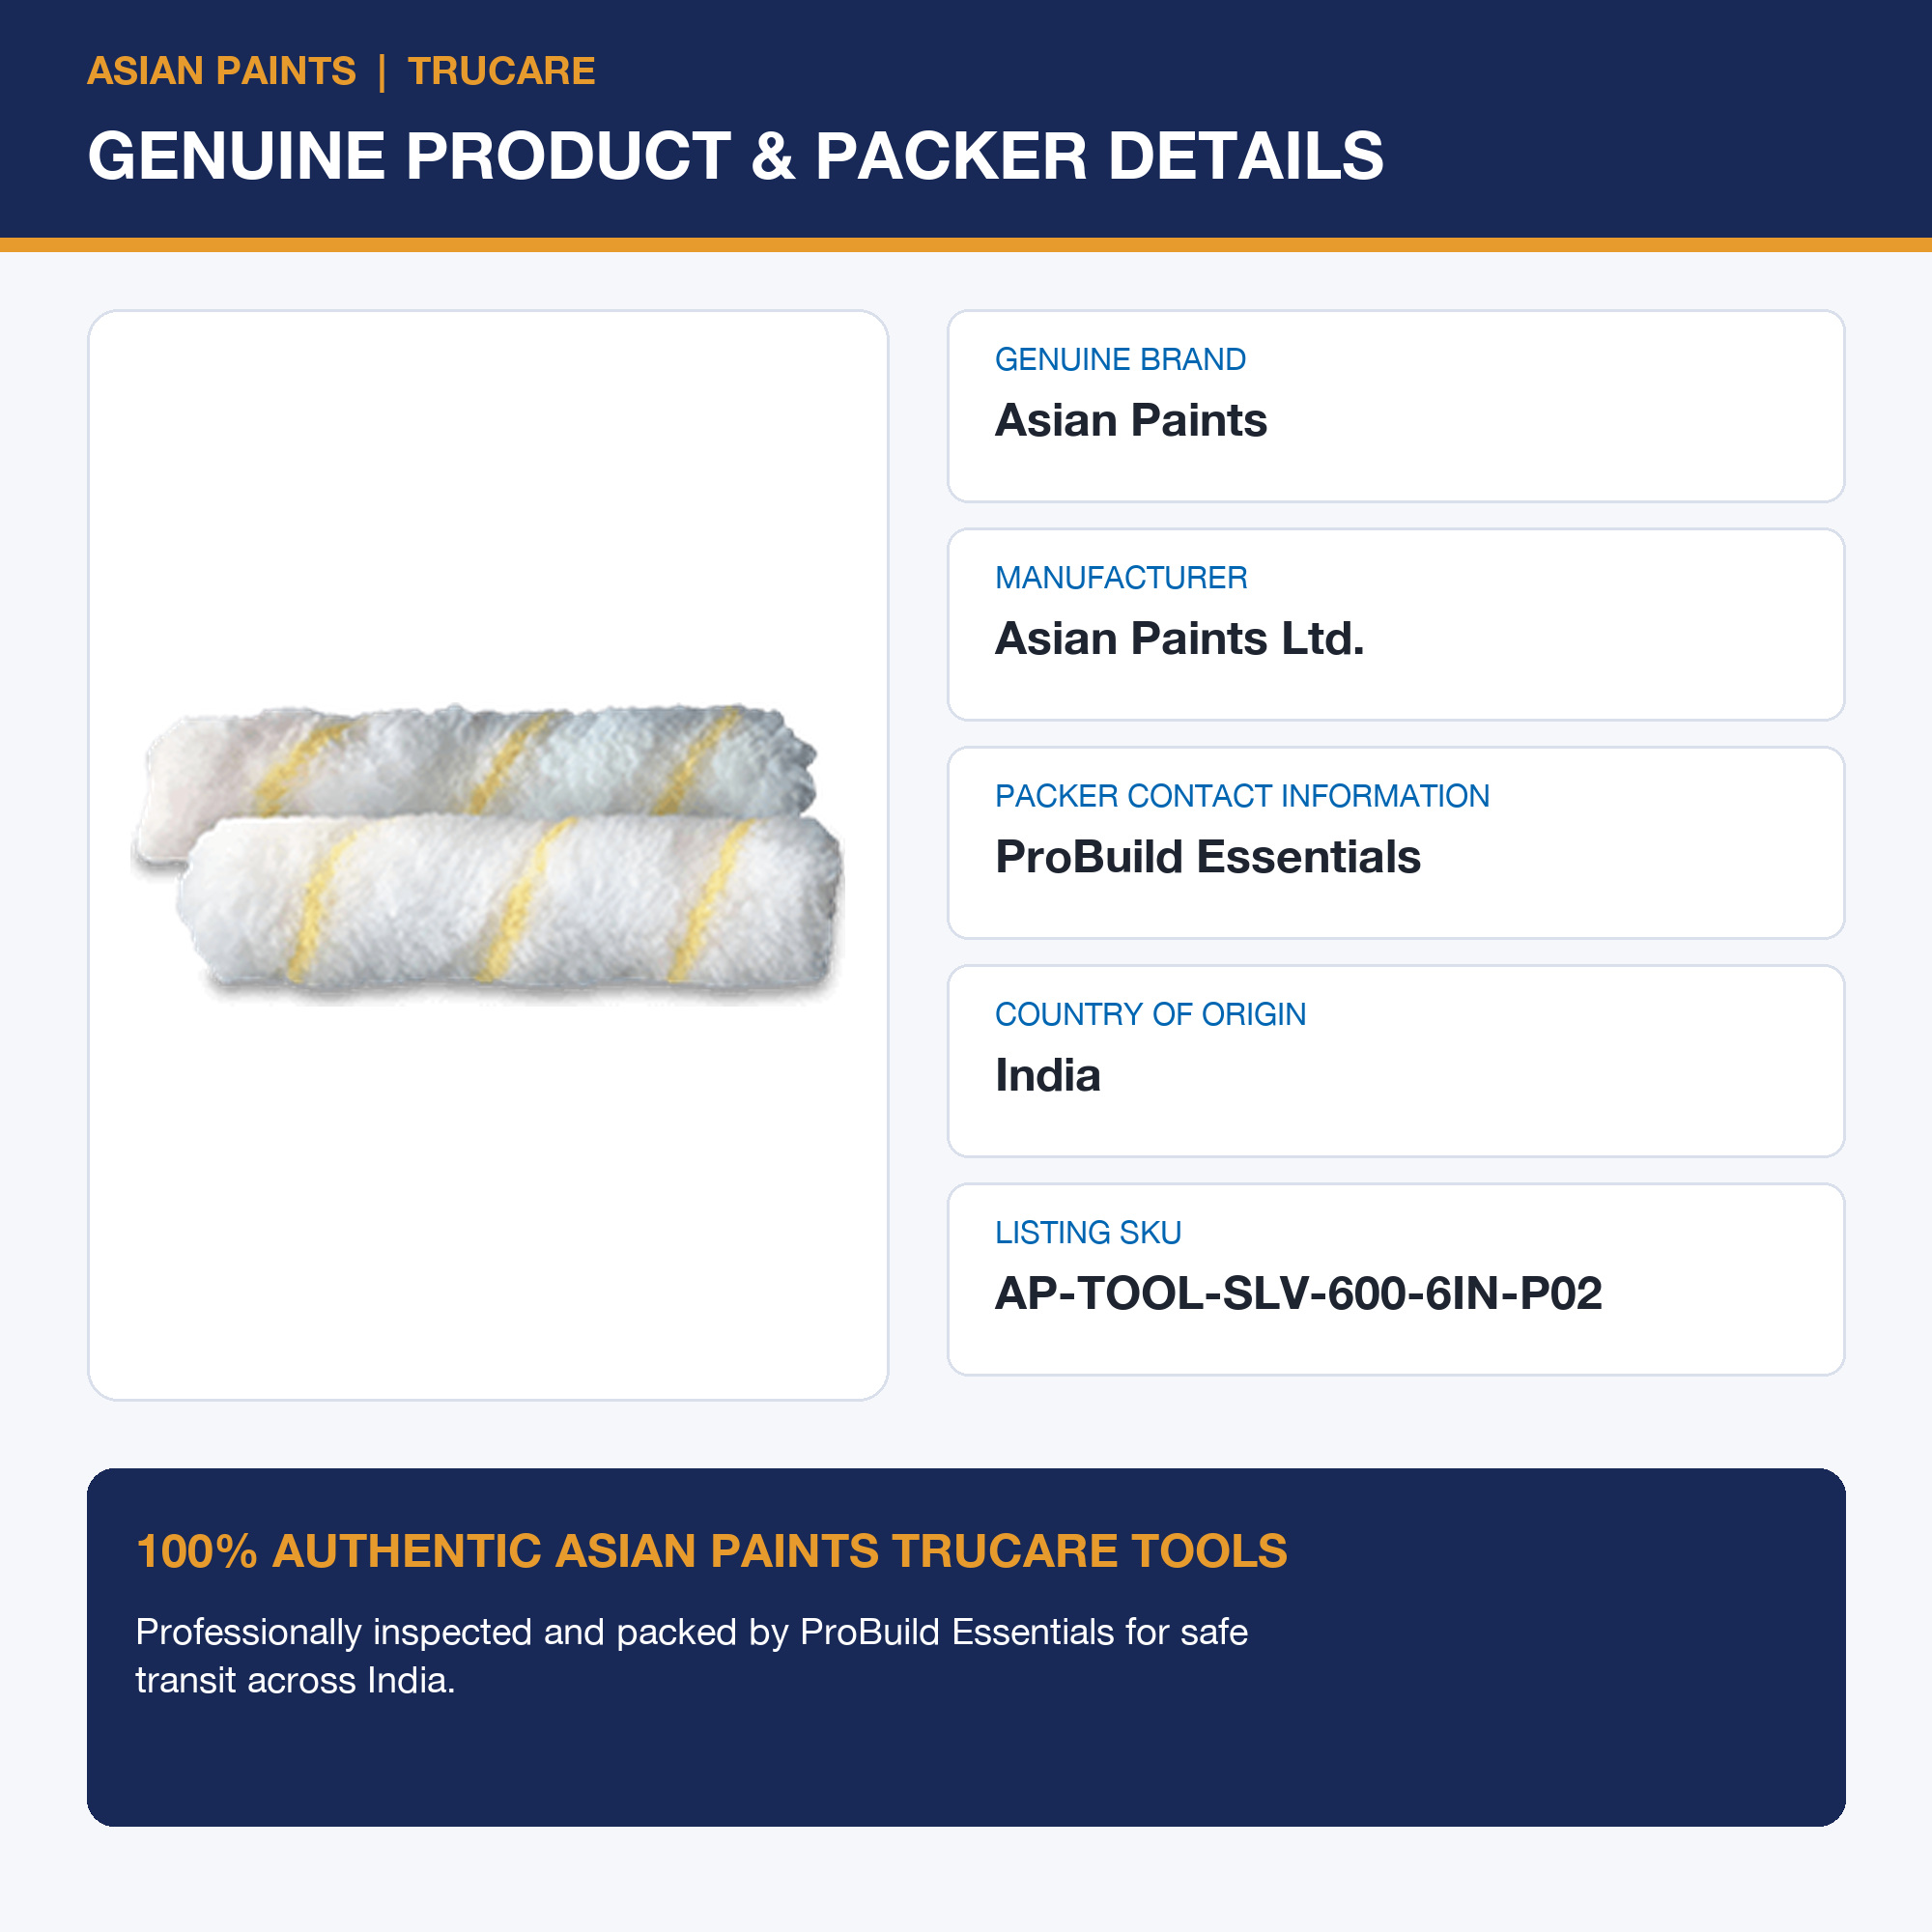 ASIAN PAINTS | TRUCARE
GENUINE PRODUCT & PACKER DETAILS
GENUINE BRAND
Asian Paints
MANUFACTURER
Asian Paints Ltd.
PACKER CONTACT INFORMATION
ProBuild Essentials
COUNTRY OF ORIGIN
India
LISTING SKU
AP-TOOL-SLV-600-6IN-P02
100% AUTHENTIC ASIAN PAINTS TRUCARE TOOLS
Professionally inspected and packed by ProBuild Essentials for safe
transit across India.